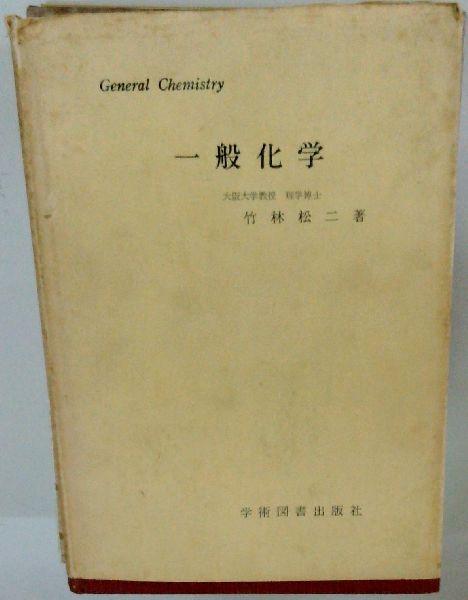 General Chemistry
一般化学
大阪大学教授 理学博士
竹林松二著
学術図書出版社